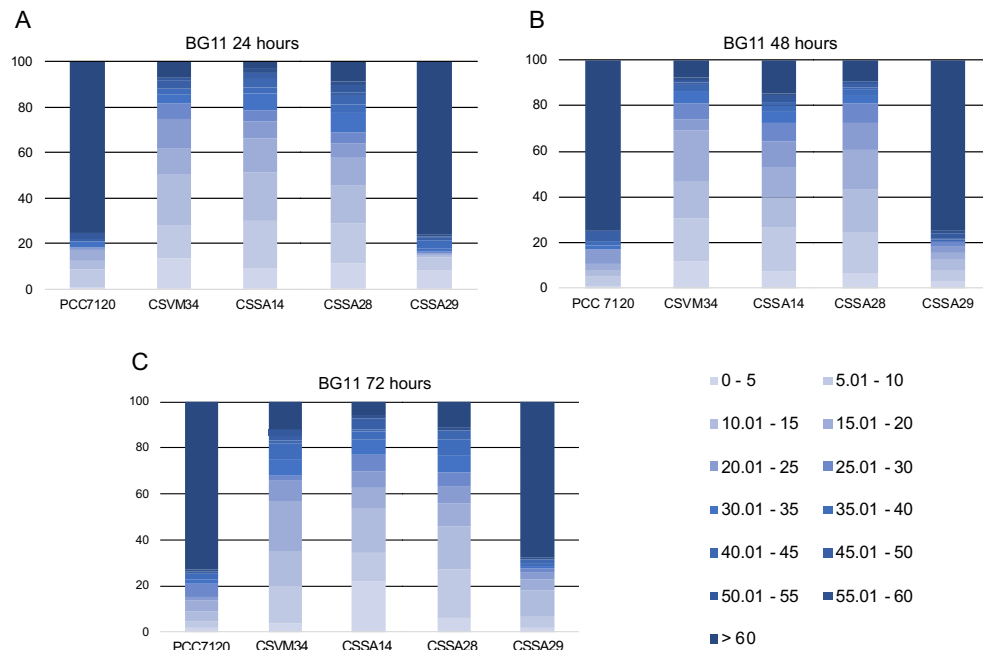 A
BG11 24 hours
100
80
60
40
20
0
PCC7120 CSVM34 CSSA14 CSSA28 CSSA29
B
BG11 48 hours
100
80
60
40
20
0
PCC 7120 CSVM34 CSSA14 CSSA28 CSSA29
C
BG11 72 hours
100
80
60
40
20
0
PCC7120 CSVM34 CSSA14 CSSA28 CSSA29
0 - 5 5.01 - 10
10.01 - 15 15.01 - 20
20.01 - 25 25.01 - 30
30.01 - 35 35.01 - 40
40.01 - 45 45.01 - 50
50.01 - 55 55.01 - 60
> 60